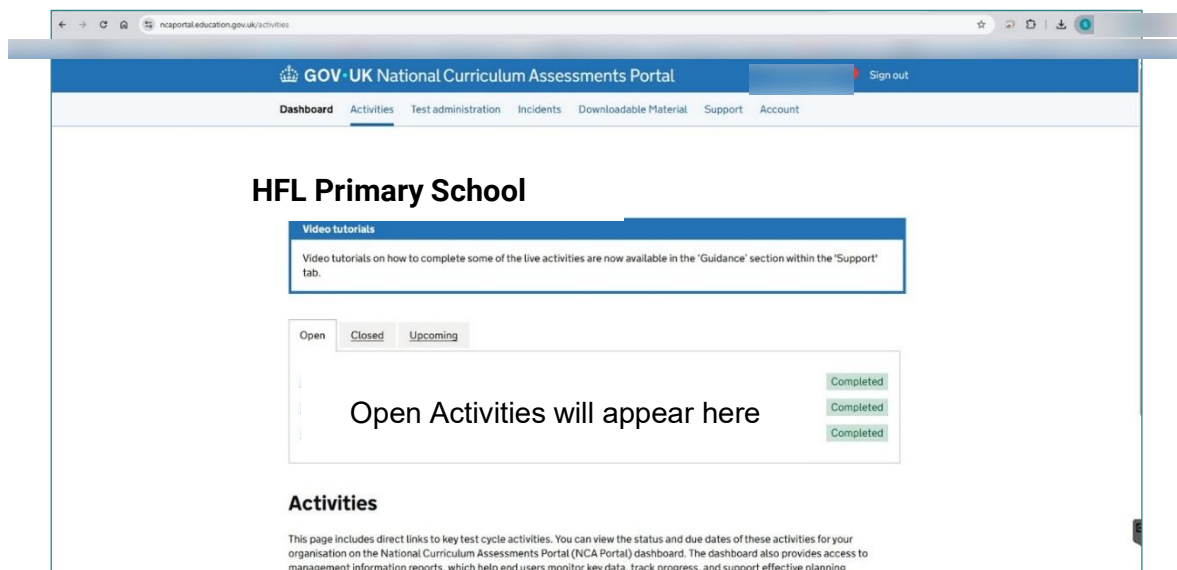 ncaportal.education.gov.uk/activities
GOV·UK National Curriculum Assessments Portal
Sign out
Dashboard Activities Test administration Incidents Downloadable Material Support Account
HFL Primary School
Video tutorials
Video tutorials on how to complete some of the live activities are now available in the 'Guidance' section within the 'Support'
tab.
Open Closed Upcoming
Completed
Open Activities will appear here Completed
Completed
Activities
This page includes direct links to key test cycle activities. You can view the status and due dates of these activities for your
organisation on the National Curriculum Assessments Portal (NCA Portal) dashboard. The dashboard also provides access to
management information reports, which help end users monitor key data, track progress, and support effective planning